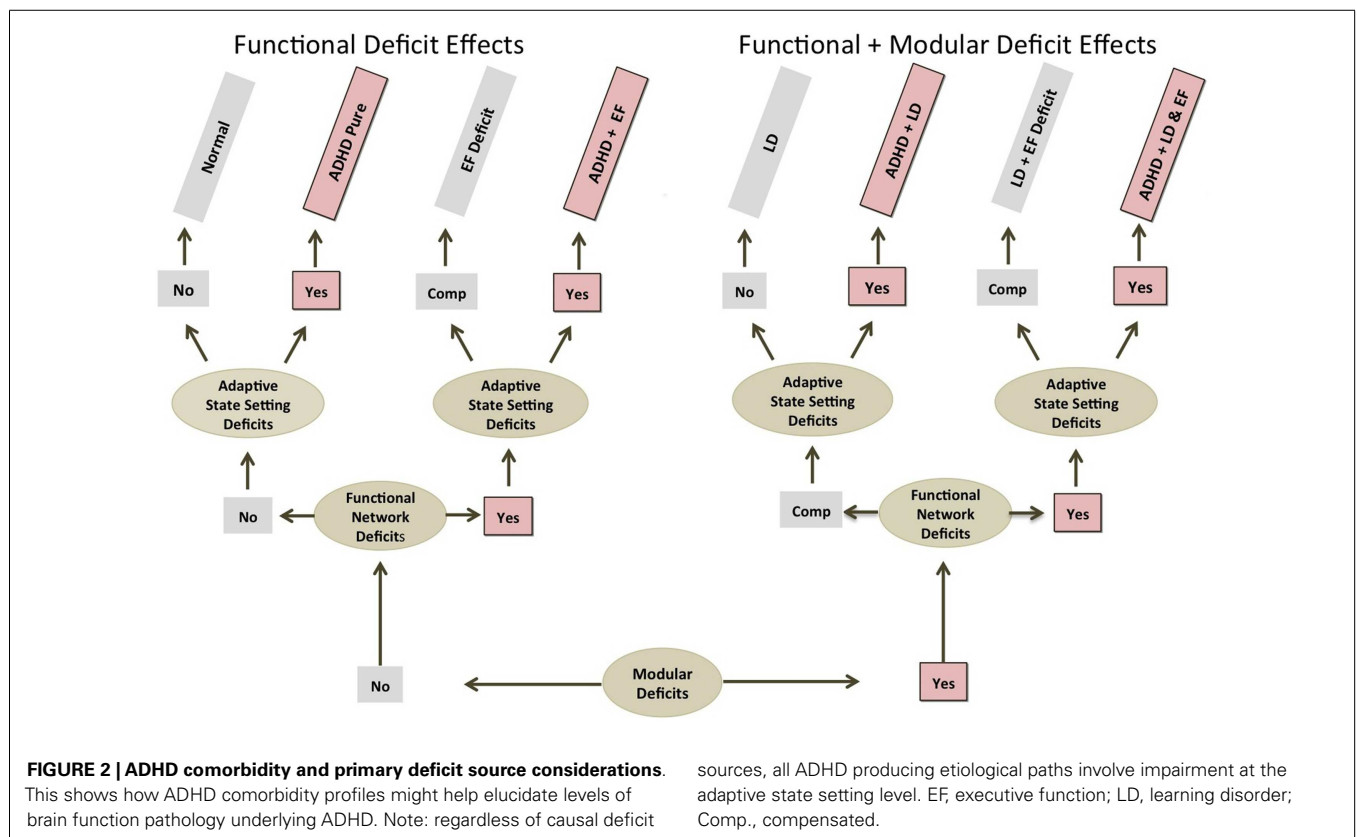 Functional Deficit Effects
Functional + Modular Deficit Effects
Normal
ADHD Pure
EF Deficit
ADHD + EF
LD
ADHD + LD
LD + EF Deficit
ADHD + LD & EF
No
Yes
Comp
Yes
No
Yes
Comp
Yes
Adaptive
State Setting
Deficits
Adaptive
State Setting
Deficits
Adaptive
State Setting
Deficits
Adaptive
State Setting
Deficits
No
Functional
Network
Deficits
Yes
Comp
Functional
Network
Deficits
Yes
No
Modular
Deficits
Yes
FIGURE 2 | ADHD comorbidity and primary deficit source considerations.
This shows how ADHD comorbidity profiles might help elucidate levels of
brain function pathology underlying ADHD. Note: regardless of causal deficit
sources, all ADHD producing etiological paths involve impairment at the
adaptive state setting level. EF, executive function; LD, learning disorder;
Comp., compensated.